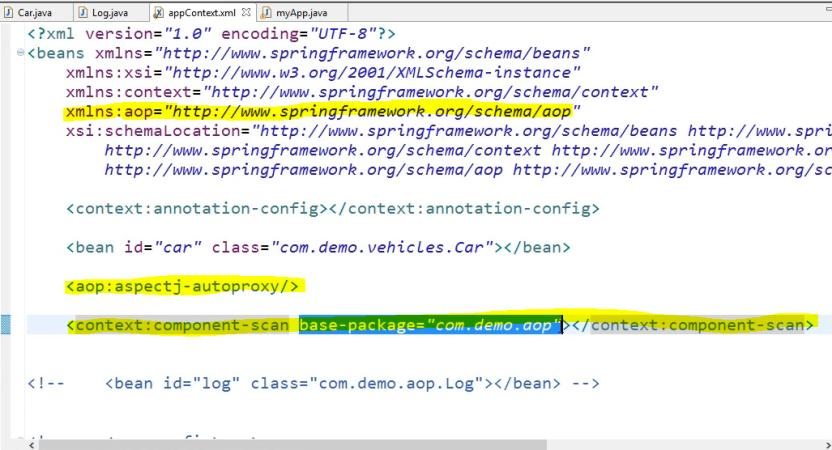 Car.java Log.java appContext.xml myApp.java
<?xml version="1.0" encoding="UTF-8"?>
<beans xmlns="http://www.springframework.org/schema/beans"
xmlns:xsi="http://www.w3.org/2001/XMLSchema-instance"
xmlns:context="http://www.springframework.org/schema/context"
xmlns:aop="http://www.springframework.org/schema/aop"
xsi:schemaLocation="http://www.springframework.org/schema/beans http://www.spri
http://www.springframework.org/schema/context http://www.springframework.or
http://www.springframework.org/schema/aop http://www.springframework.org/sc
<context:annotation-config></context:annotation-config>
<bean id="car" class="com.demo.vehicles.Car"></bean>
<aop:aspectj-autoproxy/>
<context:component-scan base-package="com.demo.aop"></context:component-scan>
<!-- <bean id="log" class="com.demo.aop.Log"></bean> -->